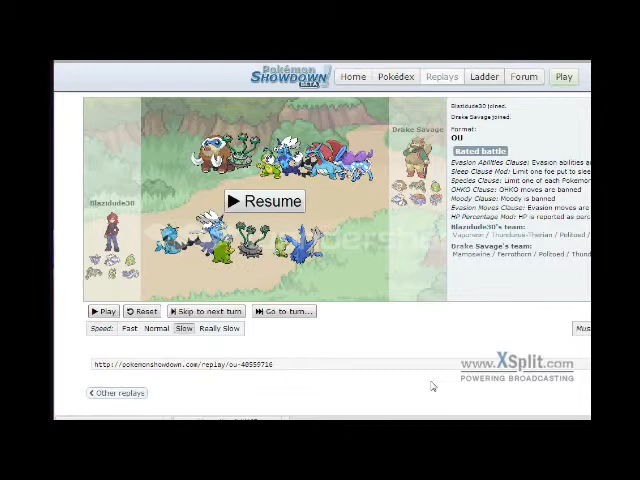 Pokémon
SHOWDOWN!
BETA
Home
Pokédex
Replays
Ladder
Forum
Play
Blazidude30 joined.
Drake Savage joined.
Format:
OU
Rated battle
Evasion Abilities Clause: Evasion abilities a
Sleep Clause Mod: Limit one foe put to slee
Species Clause: Limit one of each Pokémon
OHKO Clause: OHKO moves are banned
Moody Clause: Moody is banned
Evasion Moves Clause: Evasion moves are b
HP Percentage Mod: HP is reported as perc
Blazidude30's team:
Vaporeon / Thundurus-Therian / Politoed /
Drake Savage's team:
Mamoswine / Ferrothorn / Politoed / Thund
Drake Savage
Blazidude30
Resume
Play
Reset
Skip to next turn
Go to turn...
Speed:
Fast
Normal
Slow
Really Slow
Mus
http://pokemonshowdown.com/replay/ou-40559716
www.XSplit.com
POWERING BROADCASTING
Other replays